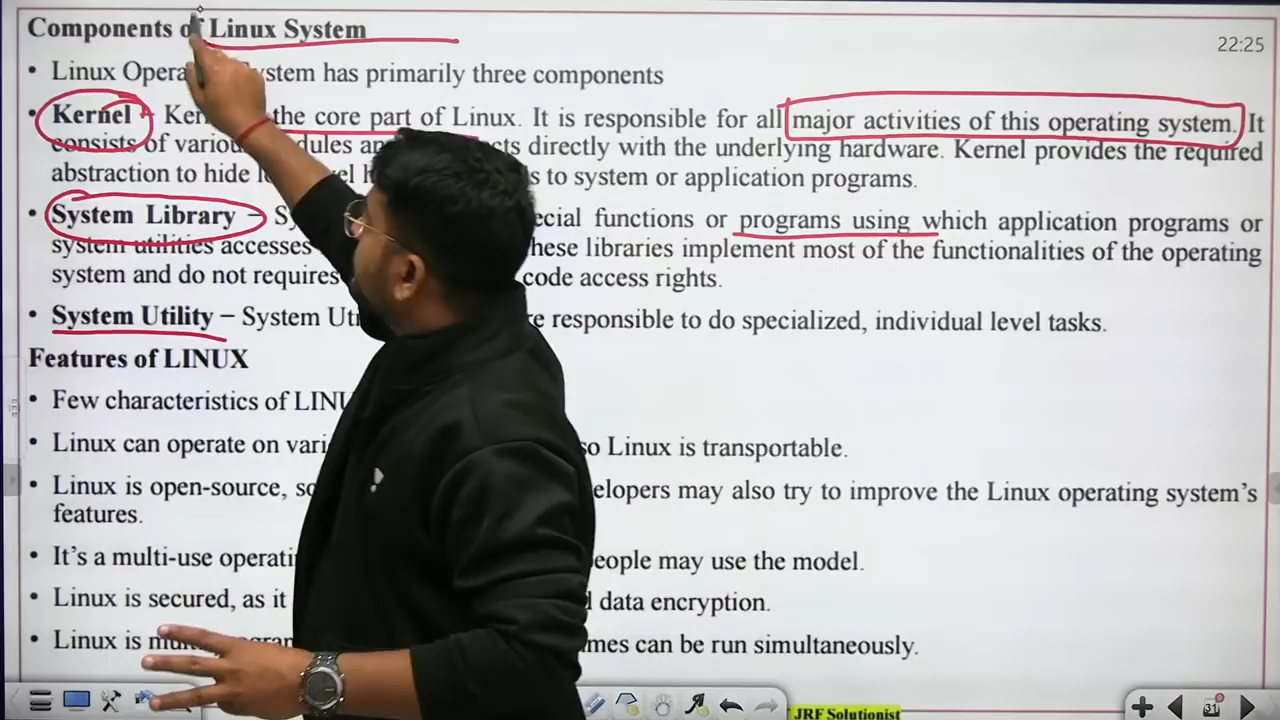 Components of Linux System
22:25
• Linux Opera ystem has primarily three components
• Kernel – Ker the core part of Linux. It is responsible for all major activities of this operating system. It
consists of variou dules an cts directly with the underlying hardware. Kernel provides the required
abstraction to hide s to system or application programs.
• System Library – Sy ecial functions or programs using which application programs or
system utilities accesses hese libraries implement most of the functionalities of the operating
system and do not requires code access rights.
• System Utility – System Uti re responsible to do specialized, individual level tasks.
Features of LINUX
• Few characteristics of LINU
• Linux can operate on vari so Linux is transportable.
• Linux is open-source, so elopers may also try to improve the Linux operating system’s
features.
• It’s a multi-use operati eople may use the model.
• Linux is secured, as it data encryption.
• Linux is mes can be run simultaneously.
31
JRF Solutionist